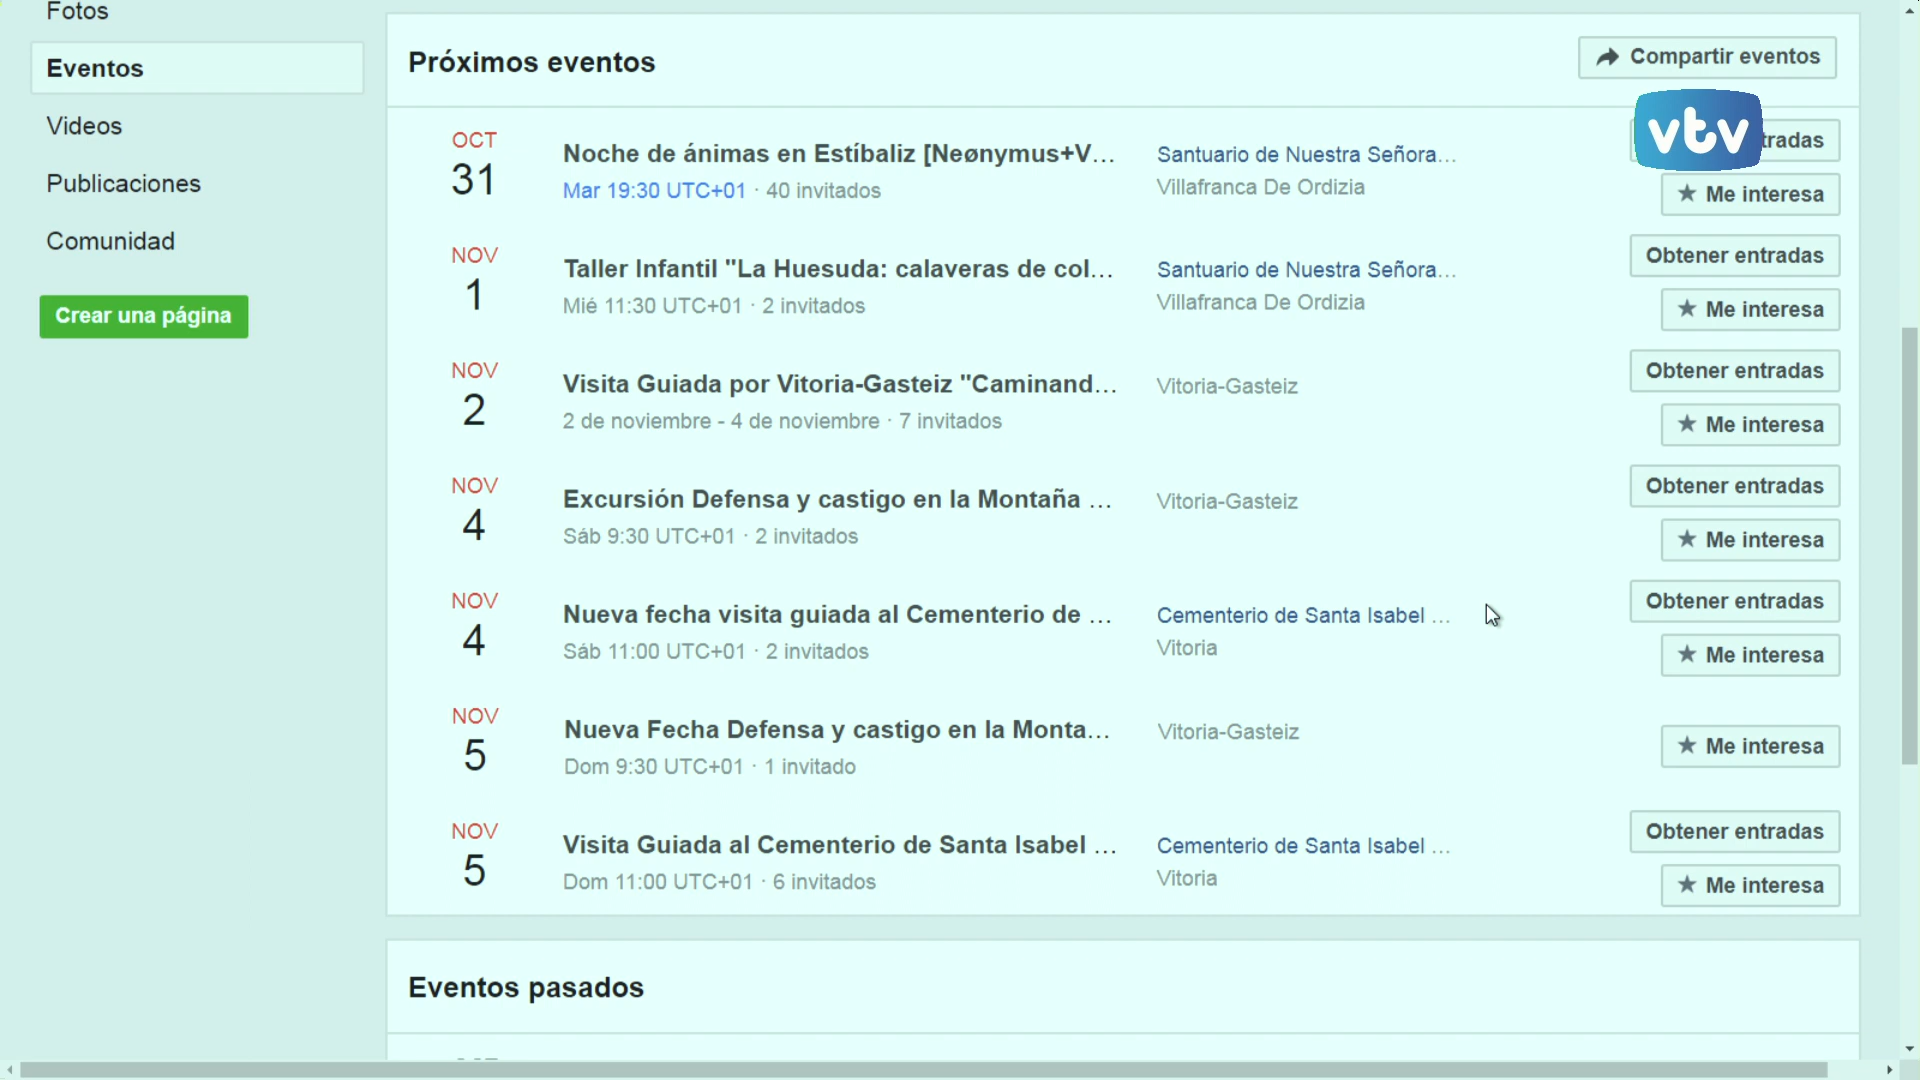 Fotos
Eventos
Videos
Publicaciones
Comunidad
Crear una página
Próximos eventos
Compartir eventos
vtv
OCT
31
Noche de ánimas en Estíbaliz [Neønymus+V...
Mar 19:30 UTC+01 · 40 invitados
Santuario de Nuestra Señora...
Villafranca De Ordizia
tradas
Me interesa
NOV
1
Taller Infantil "La Huesuda: calaveras de col...
Mié 11:30 UTC+01 · 2 invitados
Santuario de Nuestra Señora...
Villafranca De Ordizia
Obtener entradas
Me interesa
NOV
2
Visita Guiada por Vitoria-Gasteiz "Caminand...
2 de noviembre - 4 de noviembre · 7 invitados
Vitoria-Gasteiz
Obtener entradas
Me interesa
NOV
4
Excursión Defensa y castigo en la Montaña ...
Sáb 9:30 UTC+01 · 2 invitados
Vitoria-Gasteiz
Obtener entradas
Me interesa
NOV
4
Nueva fecha visita guiada al Cementerio de ...
Sáb 11:00 UTC+01 · 2 invitados
Cementerio de Santa Isabel ...
Vitoria
Obtener entradas
Me interesa
NOV
5
Nueva Fecha Defensa y castigo en la Monta...
Dom 9:30 UTC+01 · 1 invitado
Vitoria-Gasteiz
Me interesa
NOV
5
Visita Guiada al Cementerio de Santa Isabel ...
Dom 11:00 UTC+01 · 6 invitados
Cementerio de Santa Isabel ...
Vitoria
Obtener entradas
Me interesa
Eventos pasados